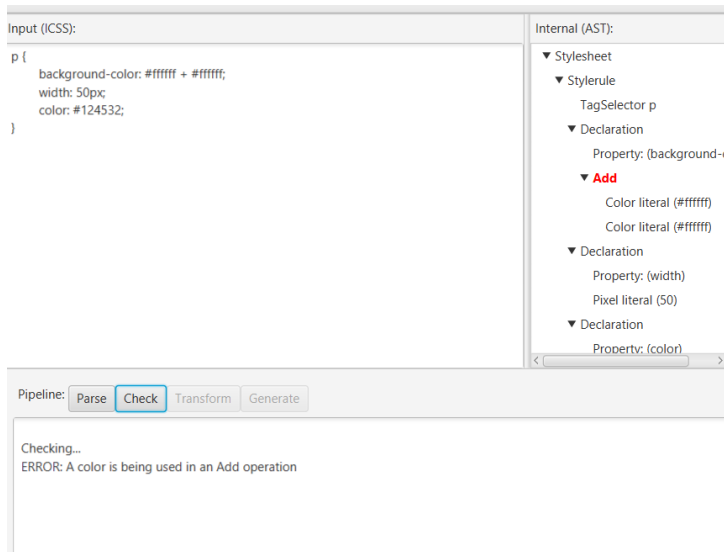 Input (ICSS):
p {
background-color: #ffffff + #ffffff;
width: 50px;
color: #124532;
}
Internal (AST):
Stylesheet
Stylerule
TagSelector p
Declaration
Property: (background-
Add
Color literal (#ffffff)
Color literal (#ffffff)
Declaration
Property: (width)
Pixel literal (50)
Declaration
Property: (color)
Pipeline: Parse Check Transform Generate
Checking...
ERROR: A color is being used in an Add operation